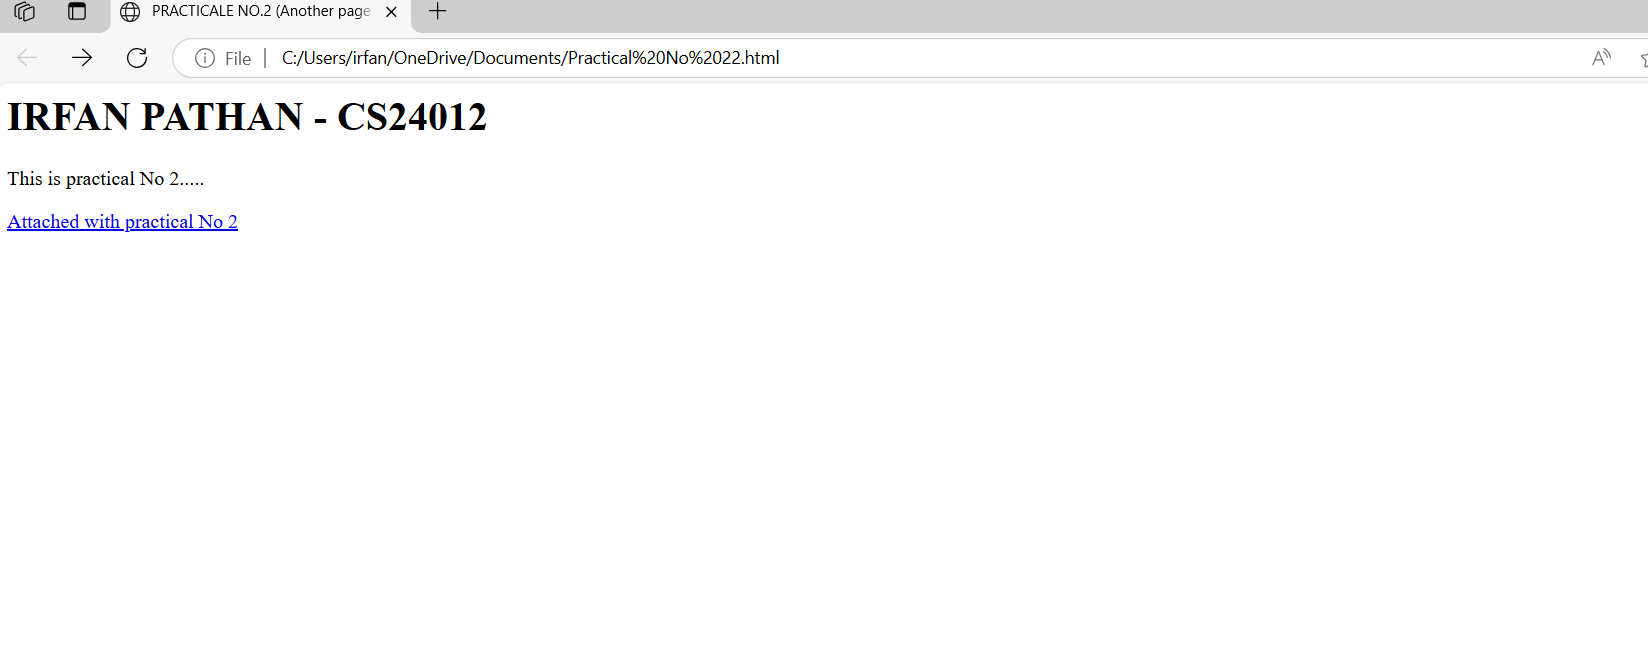 PRACTICALE NO.2 (Another page
File
C:/Users/irfan/OneDrive/Documents/Practical%20No%2022.html
IRFAN PATHAN - CS24012
This is practical No 2.....
Attached with practical No 2